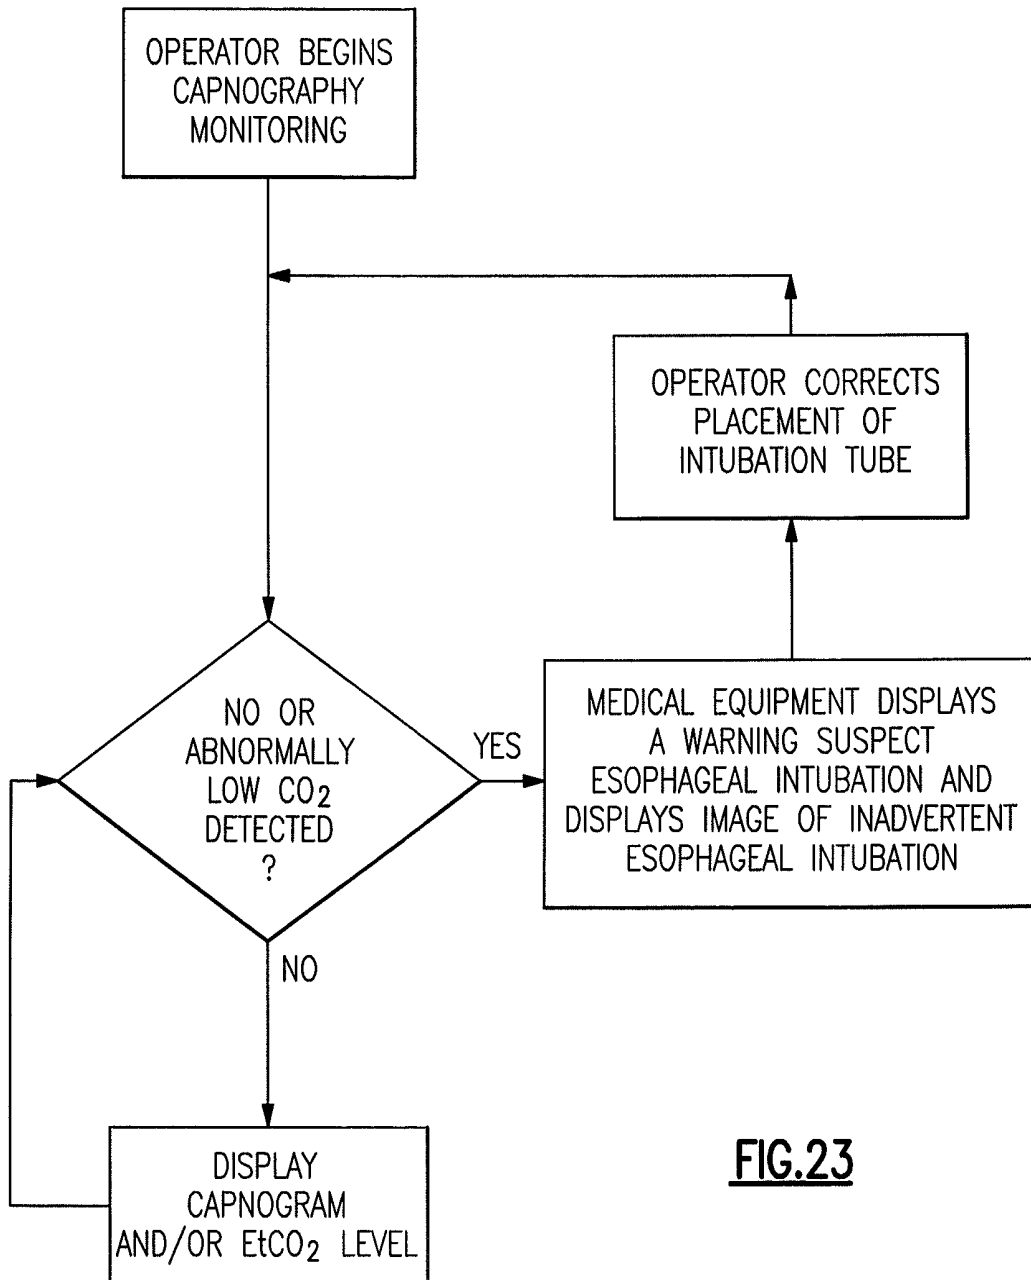 OPERATOR BEGINS
CAPNOGRAPHY
MONITORING
OPERATOR CORRECTS
PLACEMENT OF
INTUBATION TUBE
NO OR
ABNORMALLY
LOW CO₂
DETECTED
?
YES
MEDICAL EQUIPMENT DISPLAYS
A WARNING SUSPECT
ESOPHAGEAL INTUBATION AND
DISPLAYS IMAGE OF INADVERTENT
ESOPHAGEAL INTUBATION
NO
DISPLAY
CAPNOGRAM
AND/OR EtCO₂ LEVEL
FIG.23